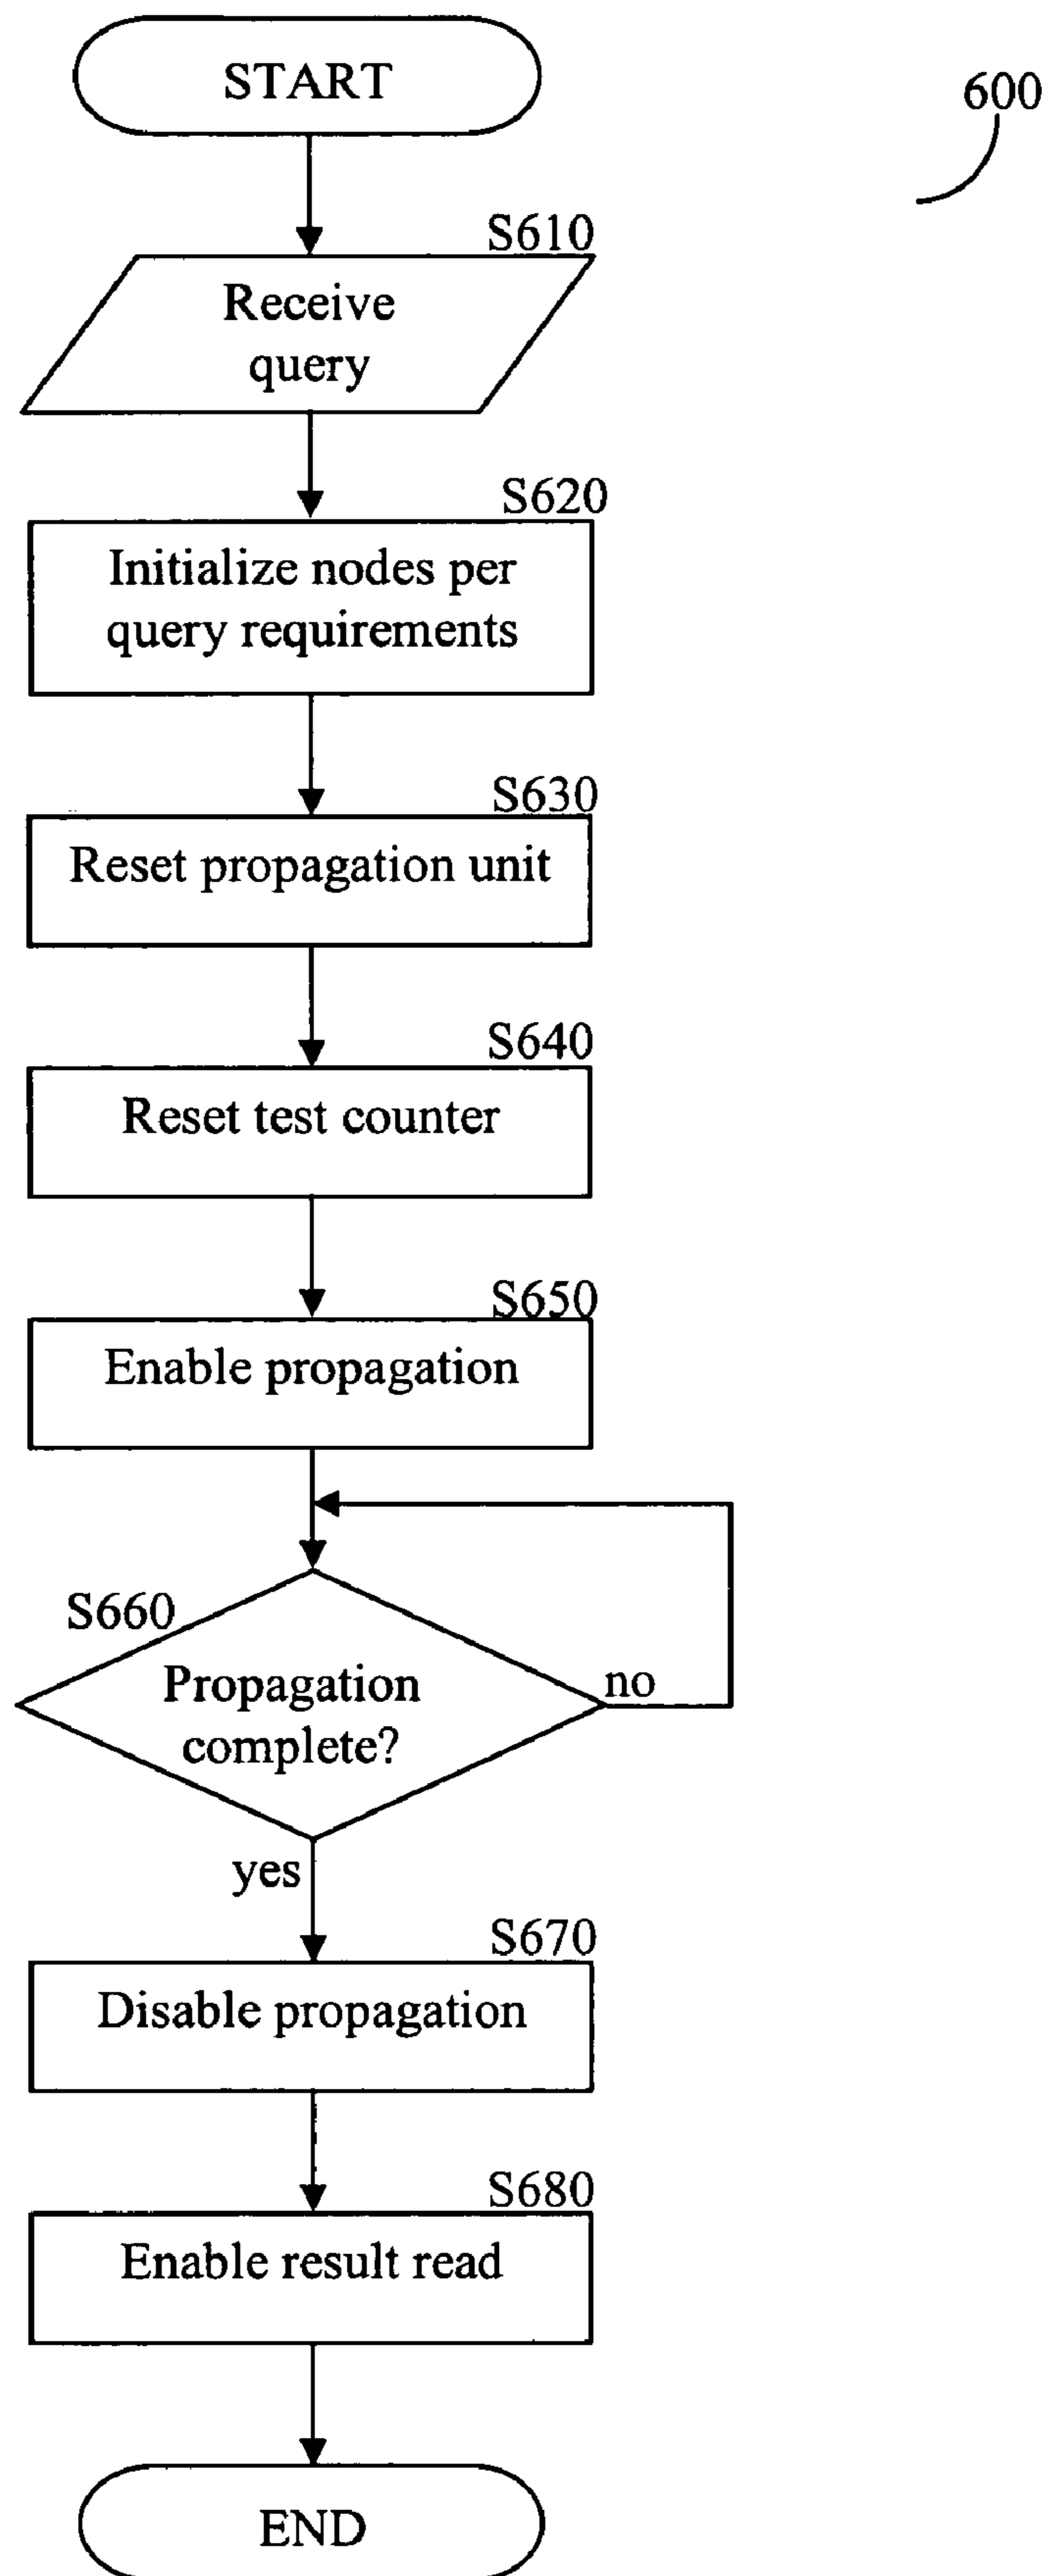 START
600
S610
Receive
query
S620
Initialize nodes per
query requirements
S630
Reset propagation unit
S640
Reset test counter
S650
Enable propagation
S660
Propagation
complete?
no
yes
S670
Disable propagation
S680
Enable result read
END